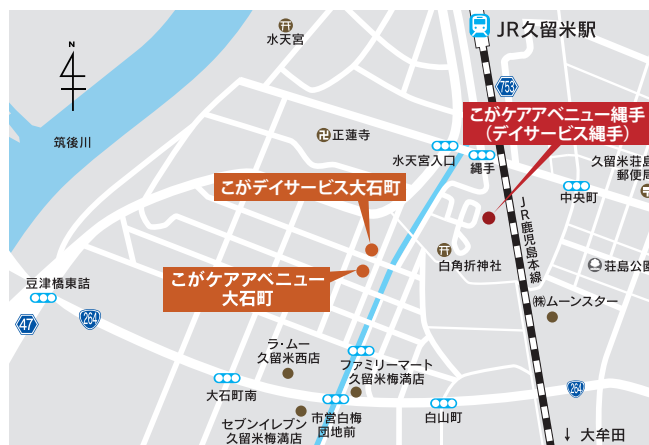 JR久留米駅
水天宮
N
753
筑後川
こがケアアベニュー縄手
（デイサービス縄手）
正蓮寺
水天宮入口
縄手
久留米荘島
郵便局
こがデイサービス大石町
中央町
JR鹿児島本線
白角折神社
荘島公園
こがケアアベニュー
大石町
豆津橋東詰
47
264
㈱ムーンスター
ラ・ムー
久留米西店
ファミリーマート
久留米梅満店
大石町南
264
市営白梅
団地前
白山町
セブンイレブン
久留米梅満店
↓大牟田